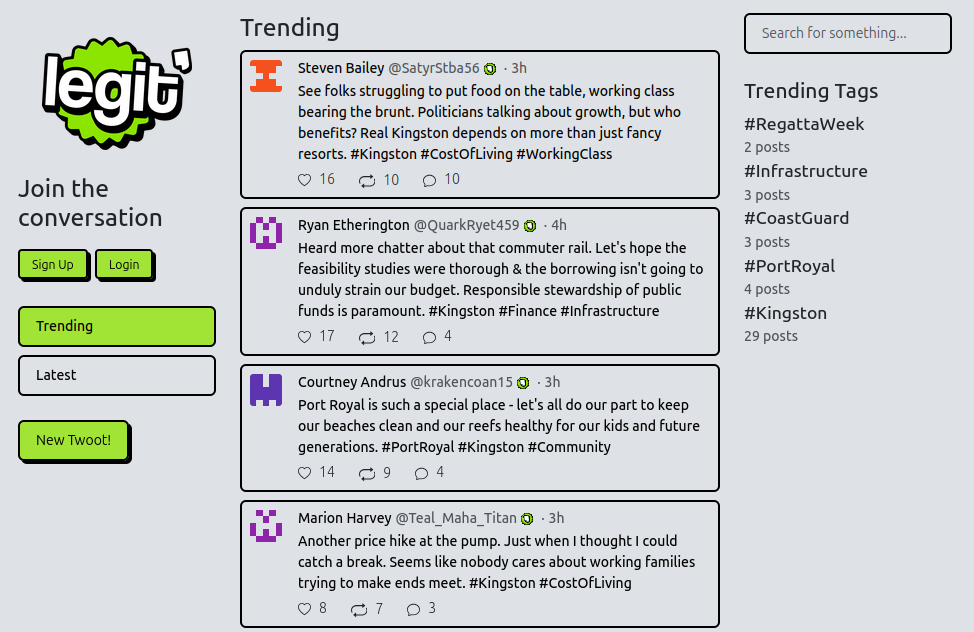 legit
Join the
conversation
Sign Up
Login
Trending
Latest
New Twoot!
Trending
Steven Bailey @SatyrStba56 · 3h
See folks struggling to put food on the table, working class
bearing the brunt. Politicians talking about growth, but who
benefits? Real Kingston depends on more than just fancy
resorts. #Kingston #CostOfLiving #WorkingClass
16 10 10
Ryan Etherington @QuarkRyet459 · 4h
Heard more chatter about that commuter rail. Let's hope the
feasibility studies were thorough & the borrowing isn't going to
unduly strain our budget. Responsible stewardship of public
funds is paramount. #Kingston #Finance #Infrastructure
17 12 4
Courtney Andrus @krakencoan15 · 3h
Port Royal is such a special place - let's all do our part to keep
our beaches clean and our reefs healthy for our kids and future
generations. #PortRoyal #Kingston #Community
14 9 4
Marion Harvey @Teal_Maha_Titan · 3h
Another price hike at the pump. Just when I thought I could
catch a break. Seems like nobody cares about working families
trying to make ends meet. #Kingston #CostOfLiving
8 7 3
Search for something...
Trending Tags
#RegattaWeek
2 posts
#Infrastructure
3 posts
#CoastGuard
3 posts
#PortRoyal
4 posts
#Kingston
29 posts